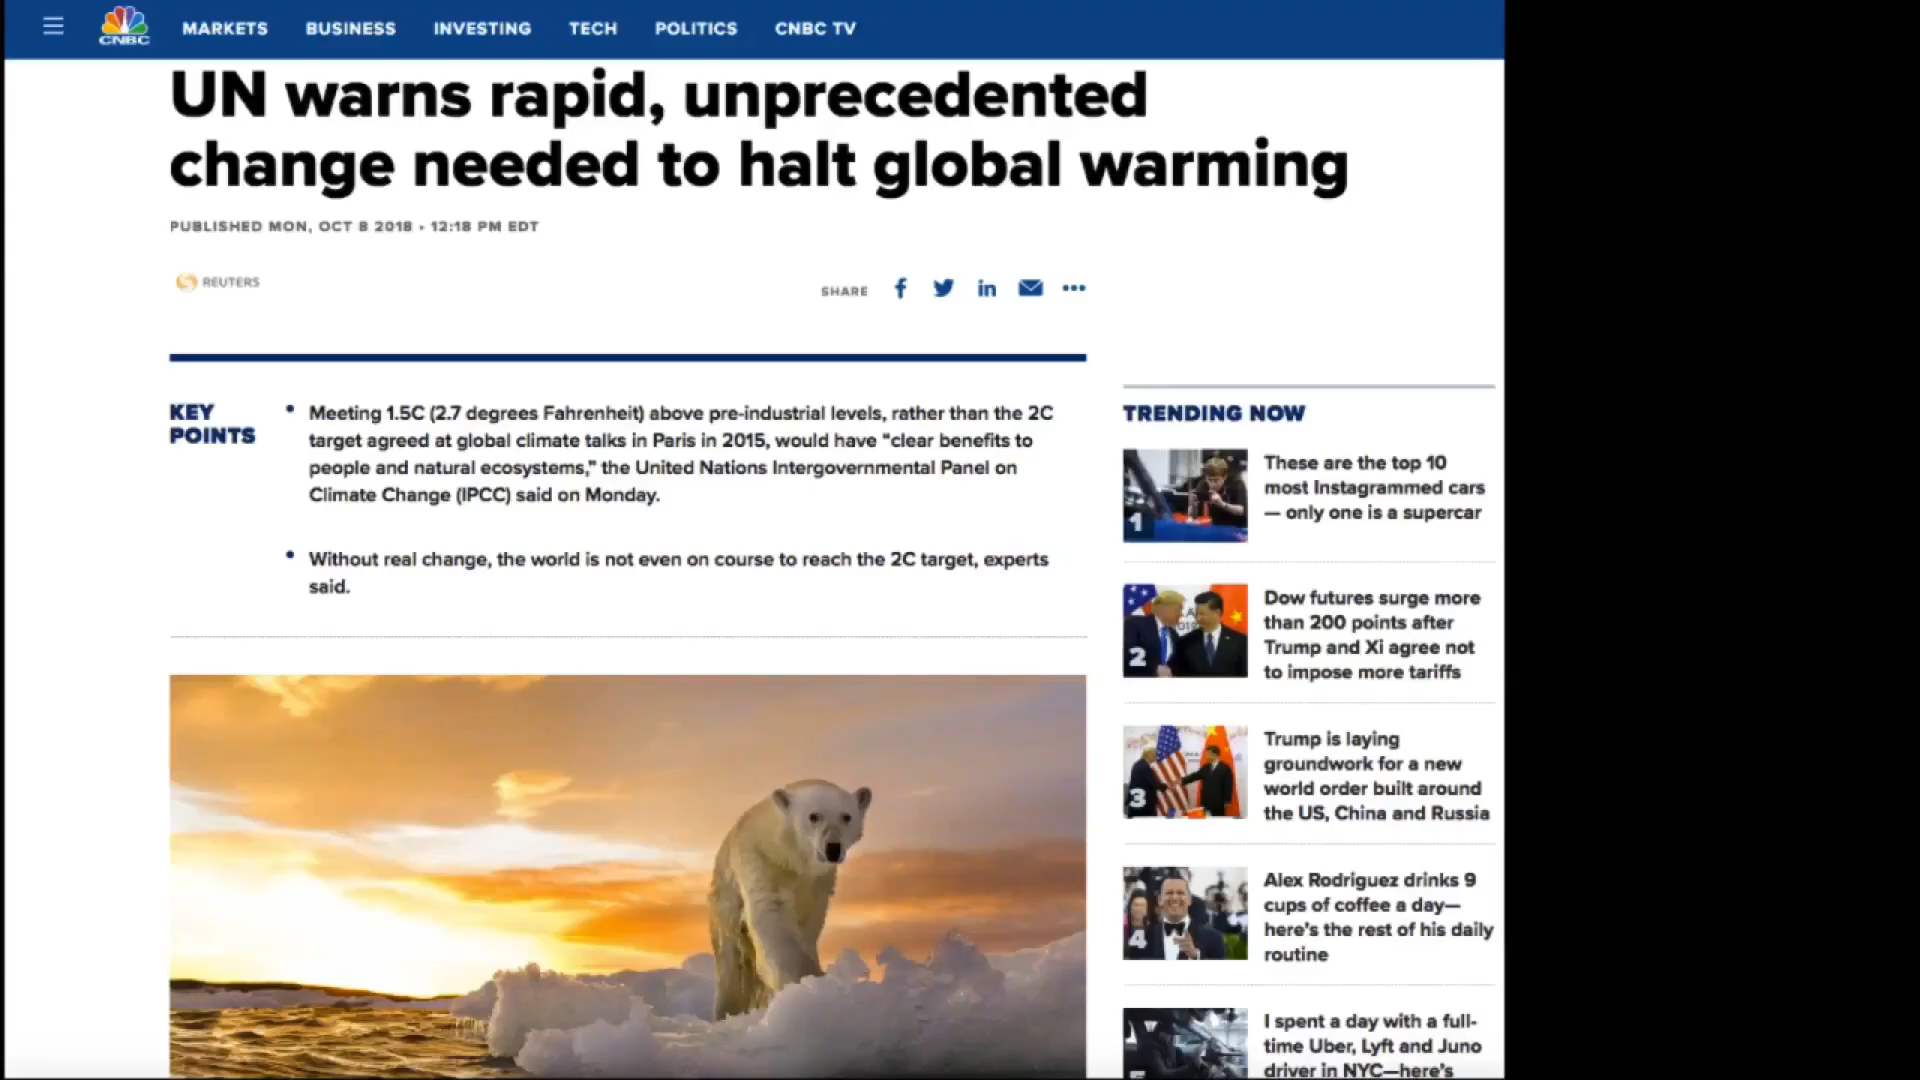 CNBC
MARKETS
BUSINESS
INVESTING
TECH
POLITICS
CNBC TV
UN warns rapid, unprecedented
change needed to halt global warming
PUBLISHED MON, OCT 8 2018 • 12:18 PM EDT
REUTERS
SHARE
KEY
POINTS
• Meeting 1.5C (2.7 degrees Fahrenheit) above pre-industrial levels, rather than the 2C
target agreed at global climate talks in Paris in 2015, would have “clear benefits to
people and natural ecosystems,” the United Nations Intergovernmental Panel on
Climate Change (IPCC) said on Monday.
• Without real change, the world is not even on course to reach the 2C target, experts
said.
TRENDING NOW
1
These are the top 10
most Instagrammed cars
— only one is a supercar
2
Dow futures surge more
than 200 points after
Trump and Xi agree not
to impose more tariffs
3
Trump is laying
groundwork for a new
world order built around
the US, China and Russia
4
Alex Rodriguez drinks 9
cups of coffee a day—
here’s the rest of his daily
routine
I spent a day with a full-
time Uber, Lyft and Juno
driver in NYC—here’s